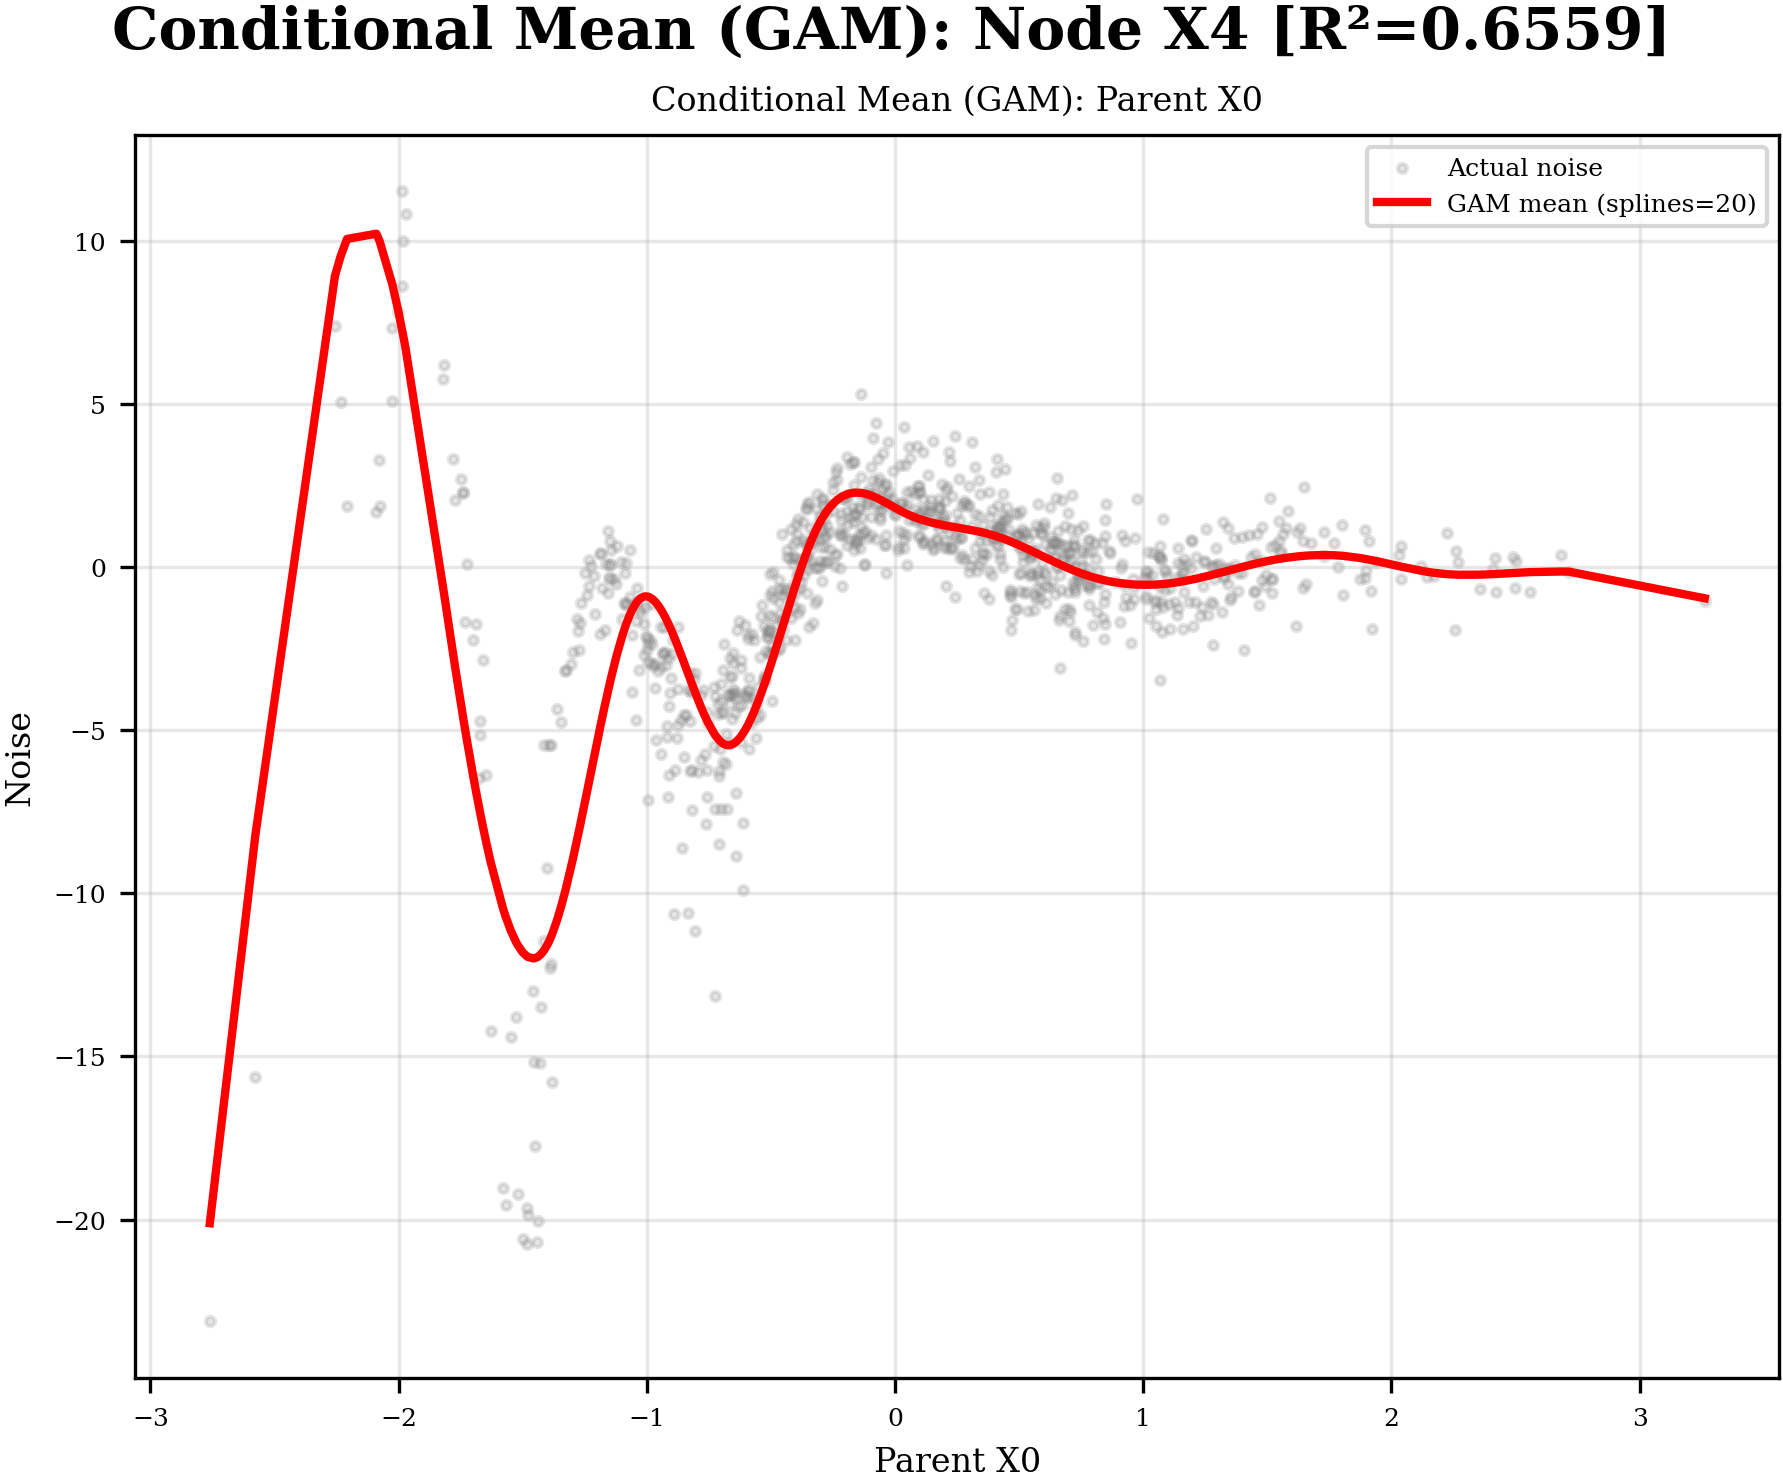 Conditional Mean (GAM): Node X4 [R²=0.6559]
Conditional Mean (GAM): Parent X0
Actual noise
GAM mean (splines=20)
10
5
0
−5
−10
−15
−20
Noise
−3 −2 −1 0 1 2 3
Parent X0